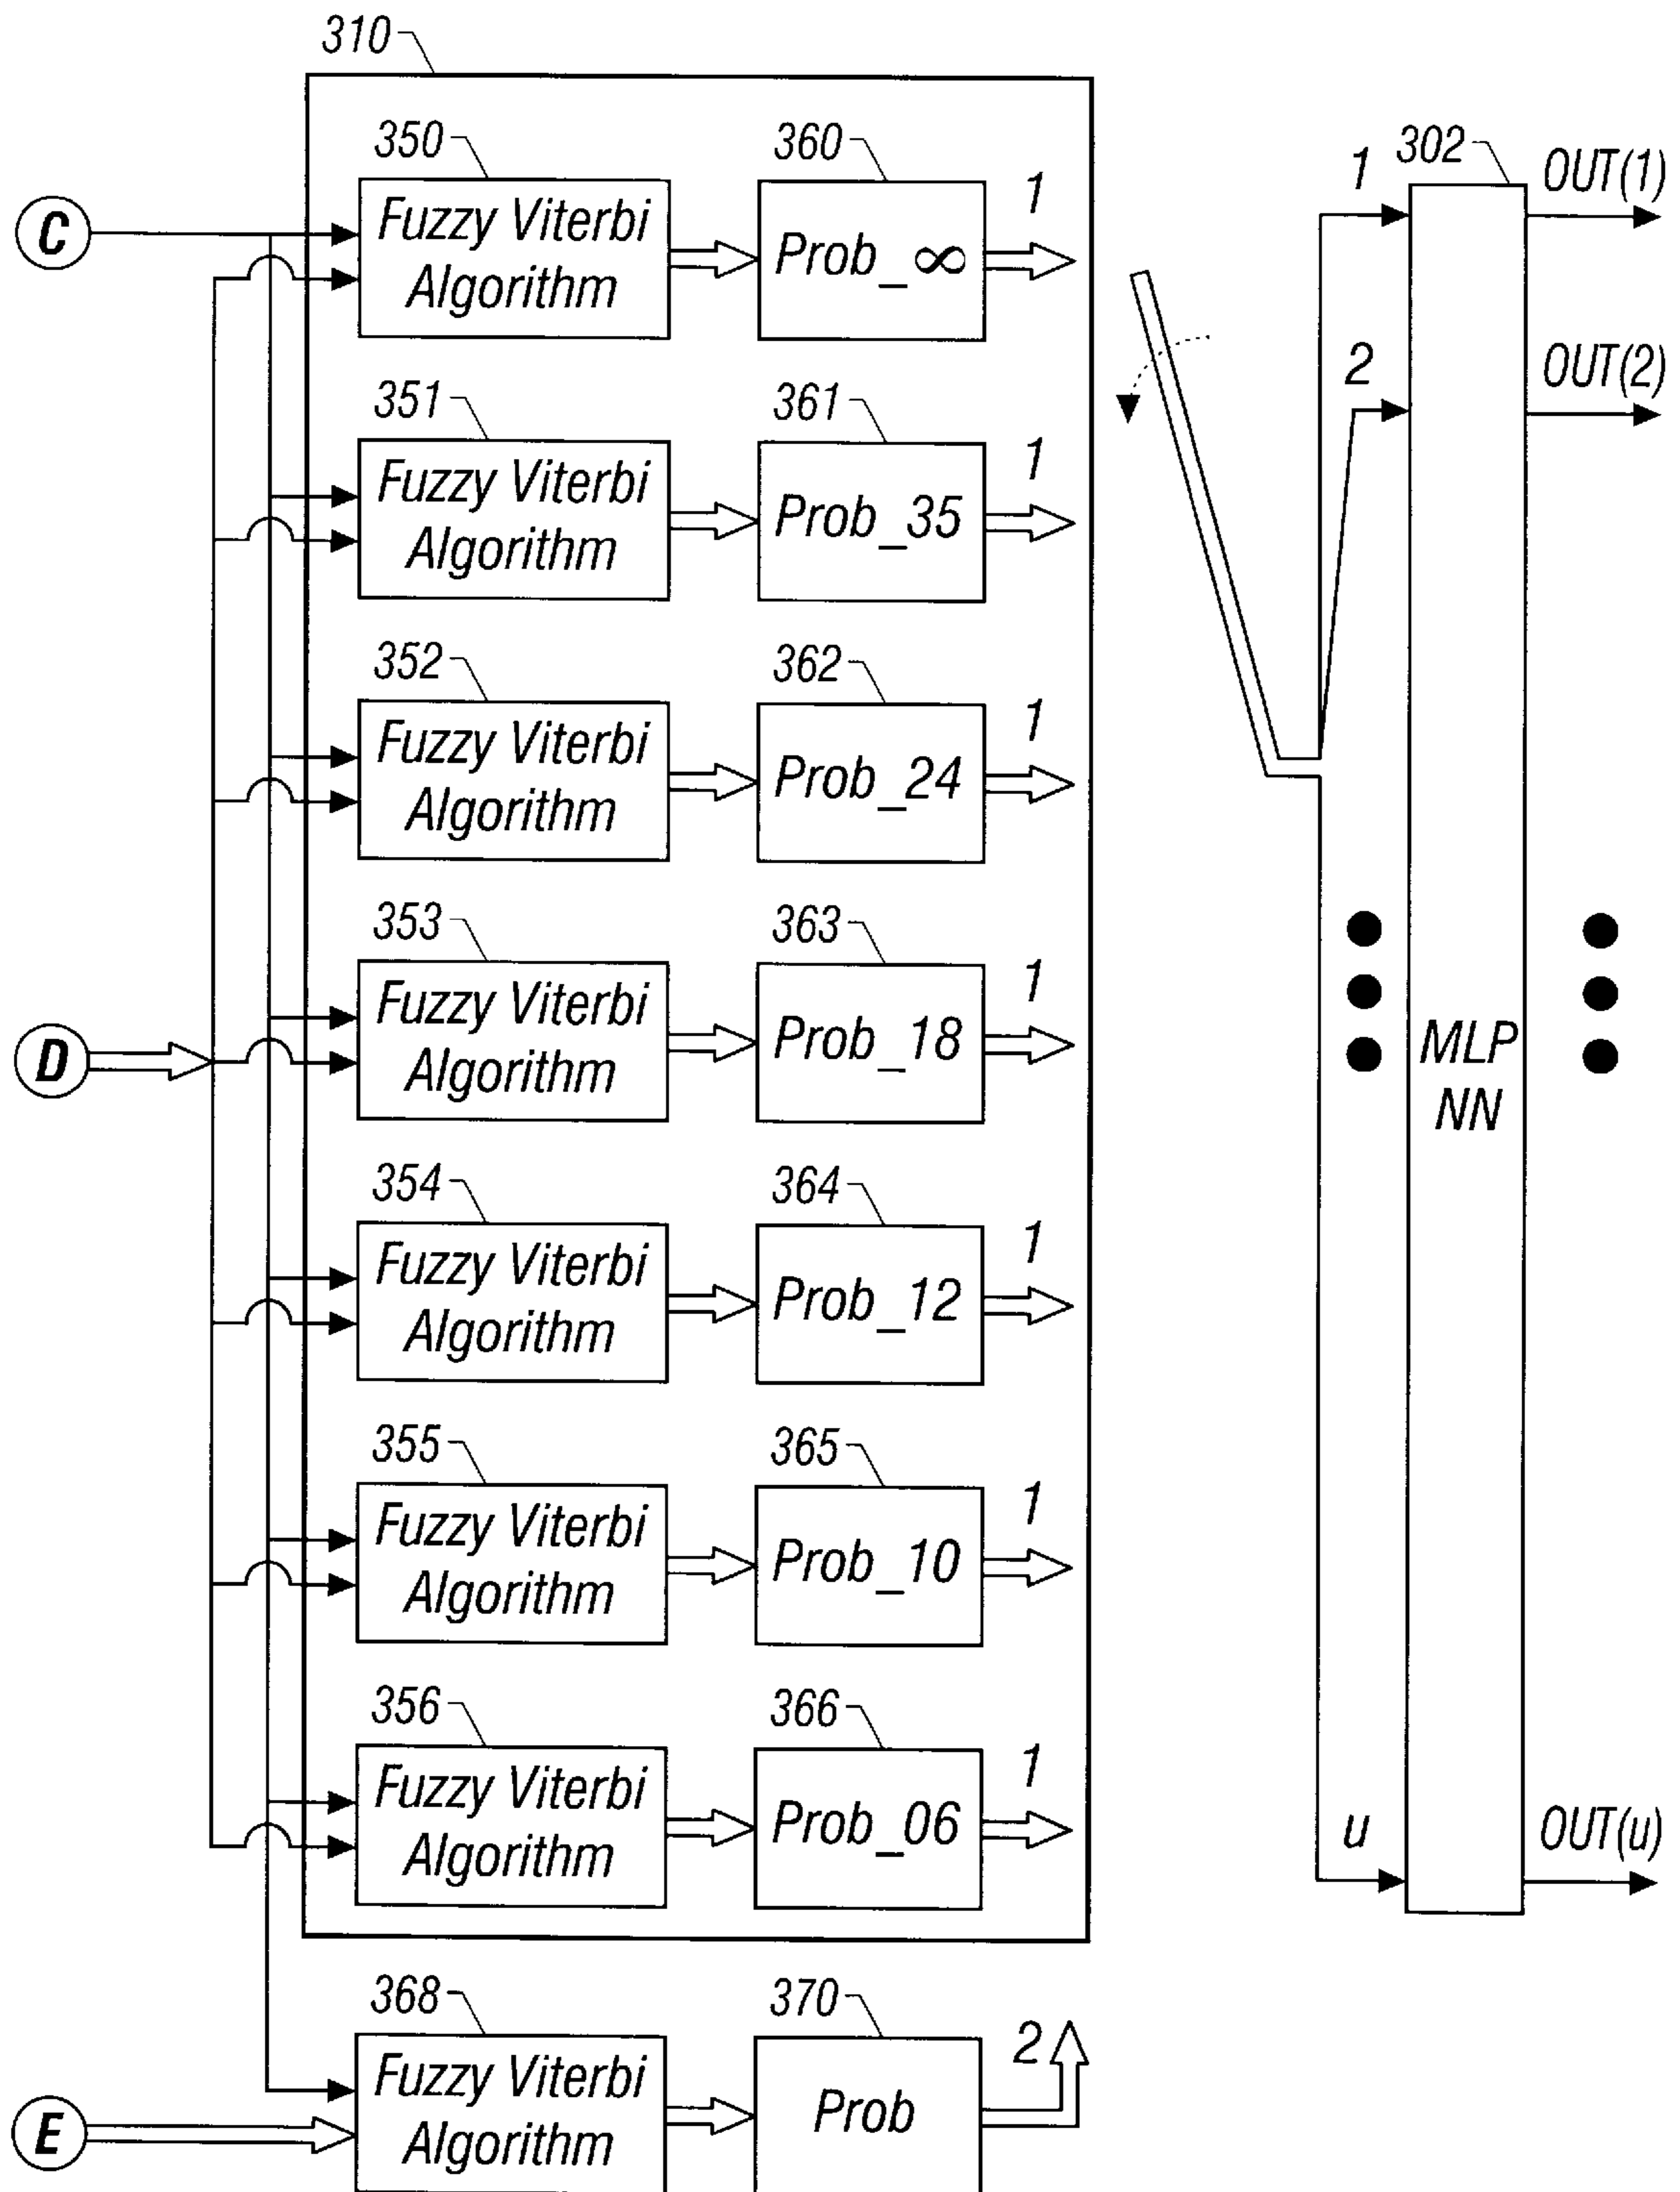 310
350
360
1
C
Fuzzy Viterbi
Algorithm
Prob_∞
351
361
1
Fuzzy Viterbi
Algorithm
Prob_35
352
362
1
Fuzzy Viterbi
Algorithm
Prob_24
353
363
1
D
Fuzzy Viterbi
Algorithm
Prob_18
354
364
1
Fuzzy Viterbi
Algorithm
Prob_12
355
365
1
Fuzzy Viterbi
Algorithm
Prob_10
356
366
1
Fuzzy Viterbi
Algorithm
Prob_06
368
370
2
E
Fuzzy Viterbi
Algorithm
Prob
1
302
OUT(1)
2
OUT(2)
MLP
NN
u
OUT(u)